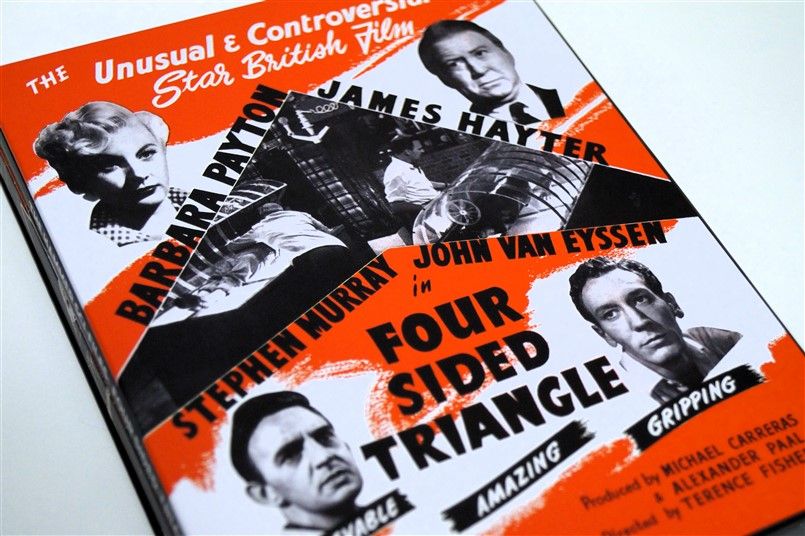 THE Unusual & Controversial
Star British Film
BARBARA PAYTON
JAMES HAYTER
STEPHEN MURRAY
JOHN VAN EYSSEN
in
FOUR
SIDED
TRIANGLE
AMAZING
GRIPPING
Produced by MICHAEL CARRERAS
& ALEXANDER PAAL
Directed by TERENCE FISHER